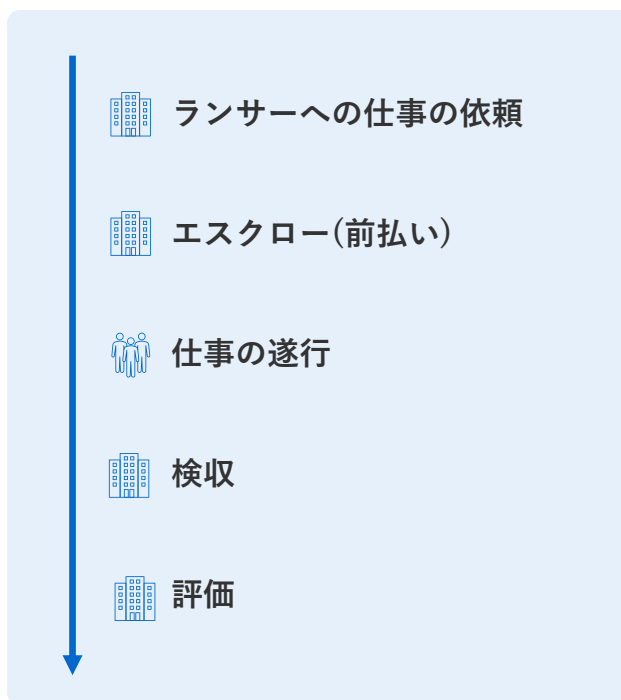 ランサーへの仕事の依頼
エスクロー(前払い)
仕事の遂行
検収
評価